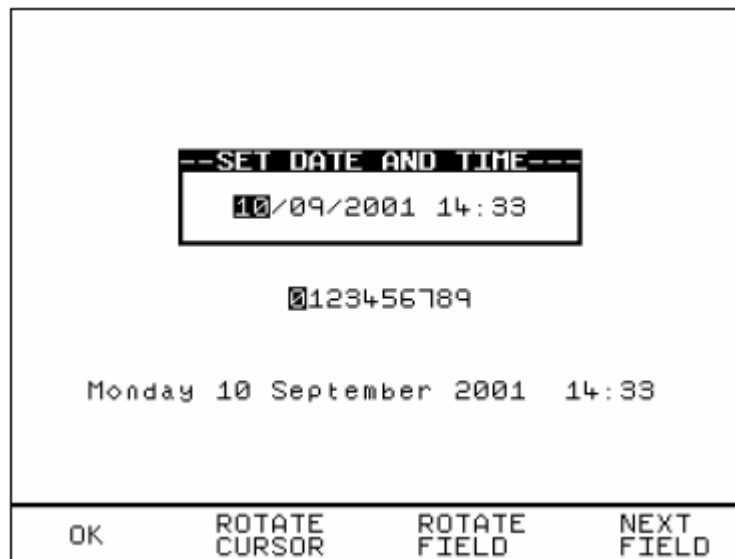 --SET DATE AND TIME---
10/09/2001 14:33
0123456789
Monday 10 September 2001 14:33
OK ROTATE CURSOR ROTATE FIELD NEXT FIELD